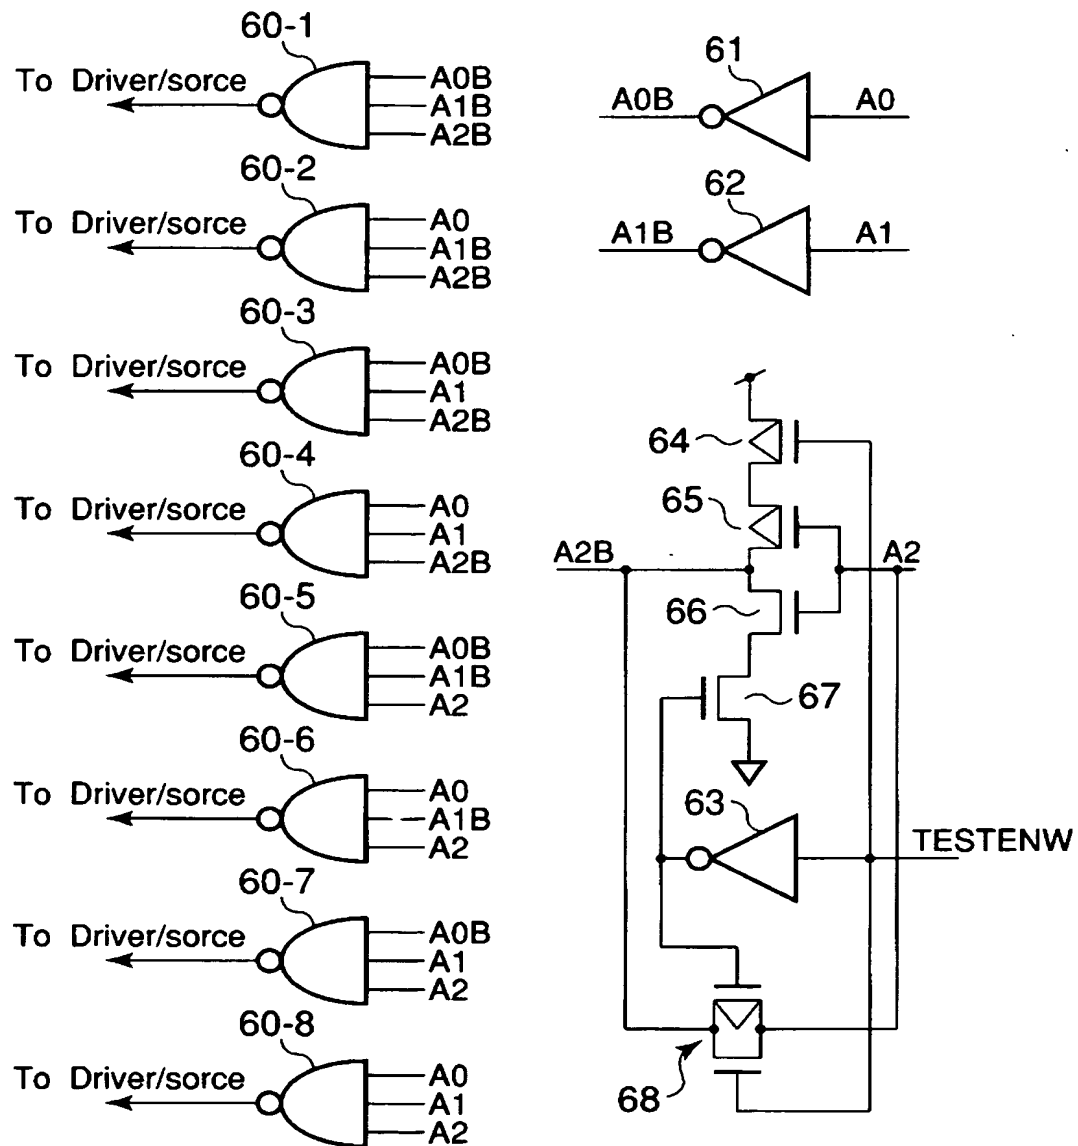 60-1
To Driver/sorce
A0B
A1B
A2B
60-2
To Driver/sorce
A0
A1B
A2B
60-3
To Driver/sorce
A0B
A1
A2B
60-4
To Driver/sorce
A0
A1
A2B
60-5
To Driver/sorce
A0B
A1B
A2
60-6
To Driver/sorce
A0
A1B
A2
60-7
To Driver/sorce
A0B
A1
A2
60-8
To Driver/sorce
A0
A1
A2
61
A0B
A0
62
A1B
A1
64
65
A2B
A2
66
67
63
TESTENW
68